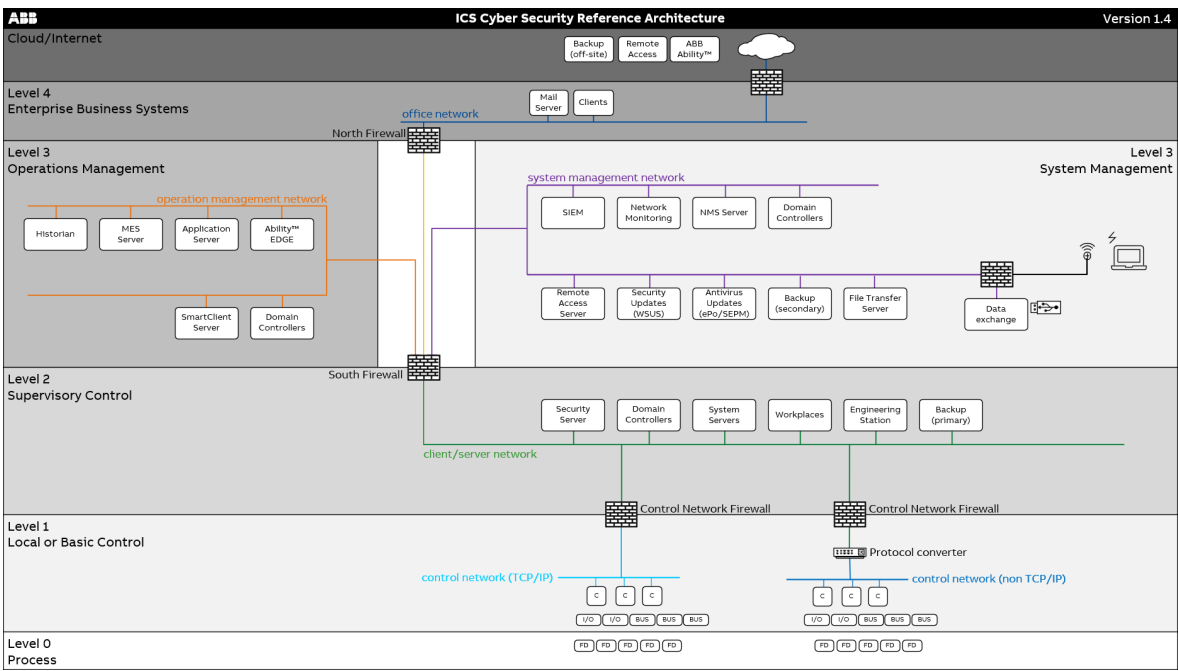 ABB
ICS Cyber Security Reference Architecture
Version 1.4
Cloud/Internet
Backup
(off-site)
Remote
Access
ABB
Ability™
Level 4
Enterprise Business Systems
Mail
Server
Clients
office network
North Firewall
Level 3
Operations Management
Level 3
System Management
operation management network
Historian
MES
Server
Application
Server
Ability™
EDGE
SmartClient
Server
Domain
Controllers
system management network
SIEM
Network
Monitoring
NMS Server
Domain
Controllers
Remote
Access
Server
Security
Updates
(WSUS)
Antivirus
Updates
(ePo/SEPM)
Backup
(secondary)
File Transfer
Server
Data
exchange
South Firewall
Level 2
Supervisory Control
Security
Server
Domain
Controllers
System
Servers
Workplaces
Engineering
Station
Backup
(primary)
client/server network
Control Network Firewall
Control Network Firewall
Level 1
Local or Basic Control
Protocol converter
control network (TCP/IP)
control network (non TCP/IP)
C
C
C
C
C
C
I/O
I/O
BUS
BUS
BUS
I/O
I/O
BUS
BUS
BUS
Level 0
Process
FD
FD
FD
FD
FD
FD
FD
FD
FD
FD